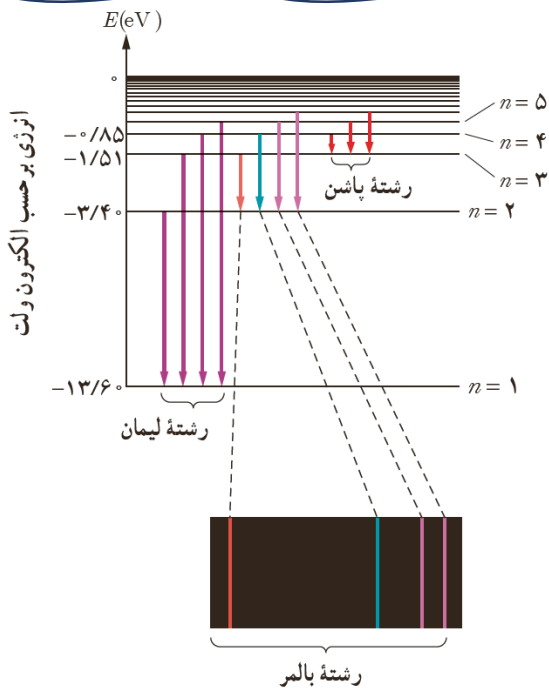 E(eV)
۰
n = ۵
-۰/۸۵
n = ۴
-۱/۵۱
n = ۳
رشتهٔ پاشن
-۳/۴۰
n = ۲
انرژی برحسب الکترون ولت
-۱۳/۶۰
n = ۱
رشتهٔ لیمان
رشتهٔ بالمر